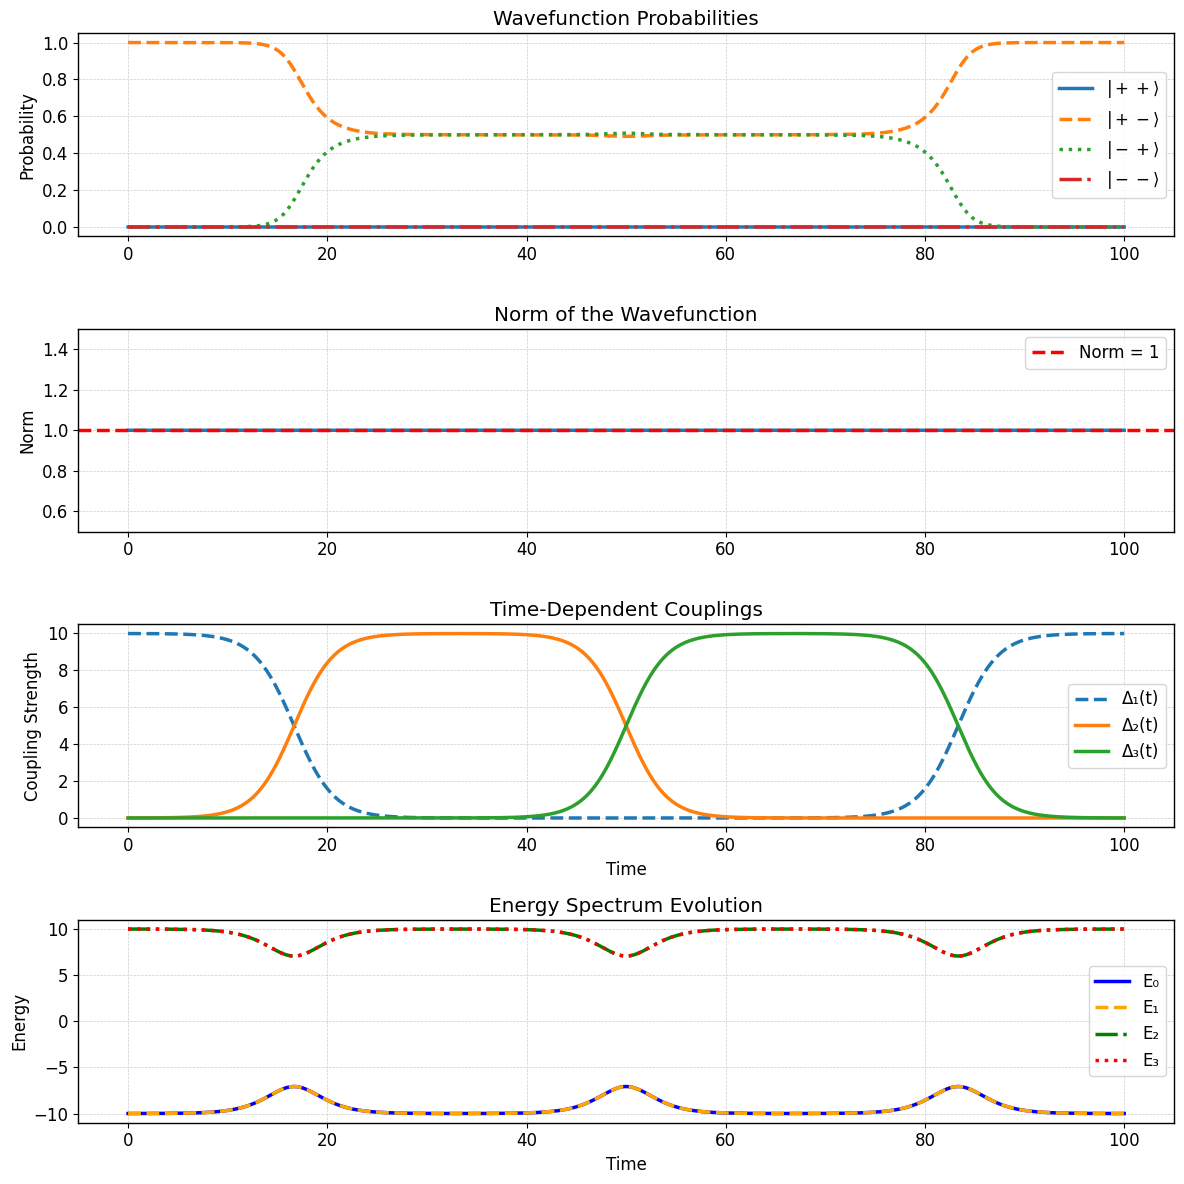 Wavefunction Probabilities
Probability
1.0
0.8
0.6
0.4
0.2
0.0
|+ +⟩
|+ −⟩
|− +⟩
|− −⟩
0 20 40 60 80 100
Norm of the Wavefunction
Norm
1.4
1.2
1.0
0.8
0.6
Norm = 1
0 20 40 60 80 100
Time-Dependent Couplings
Coupling Strength
10
8
6
4
2
0
Δ₁(t)
Δ₂(t)
Δ₃(t)
0 20 40 60 80 100
Time
Energy Spectrum Evolution
Energy
10
5
0
−5
−10
E₀
E₁
E₂
E₃
0 20 40 60 80 100
Time